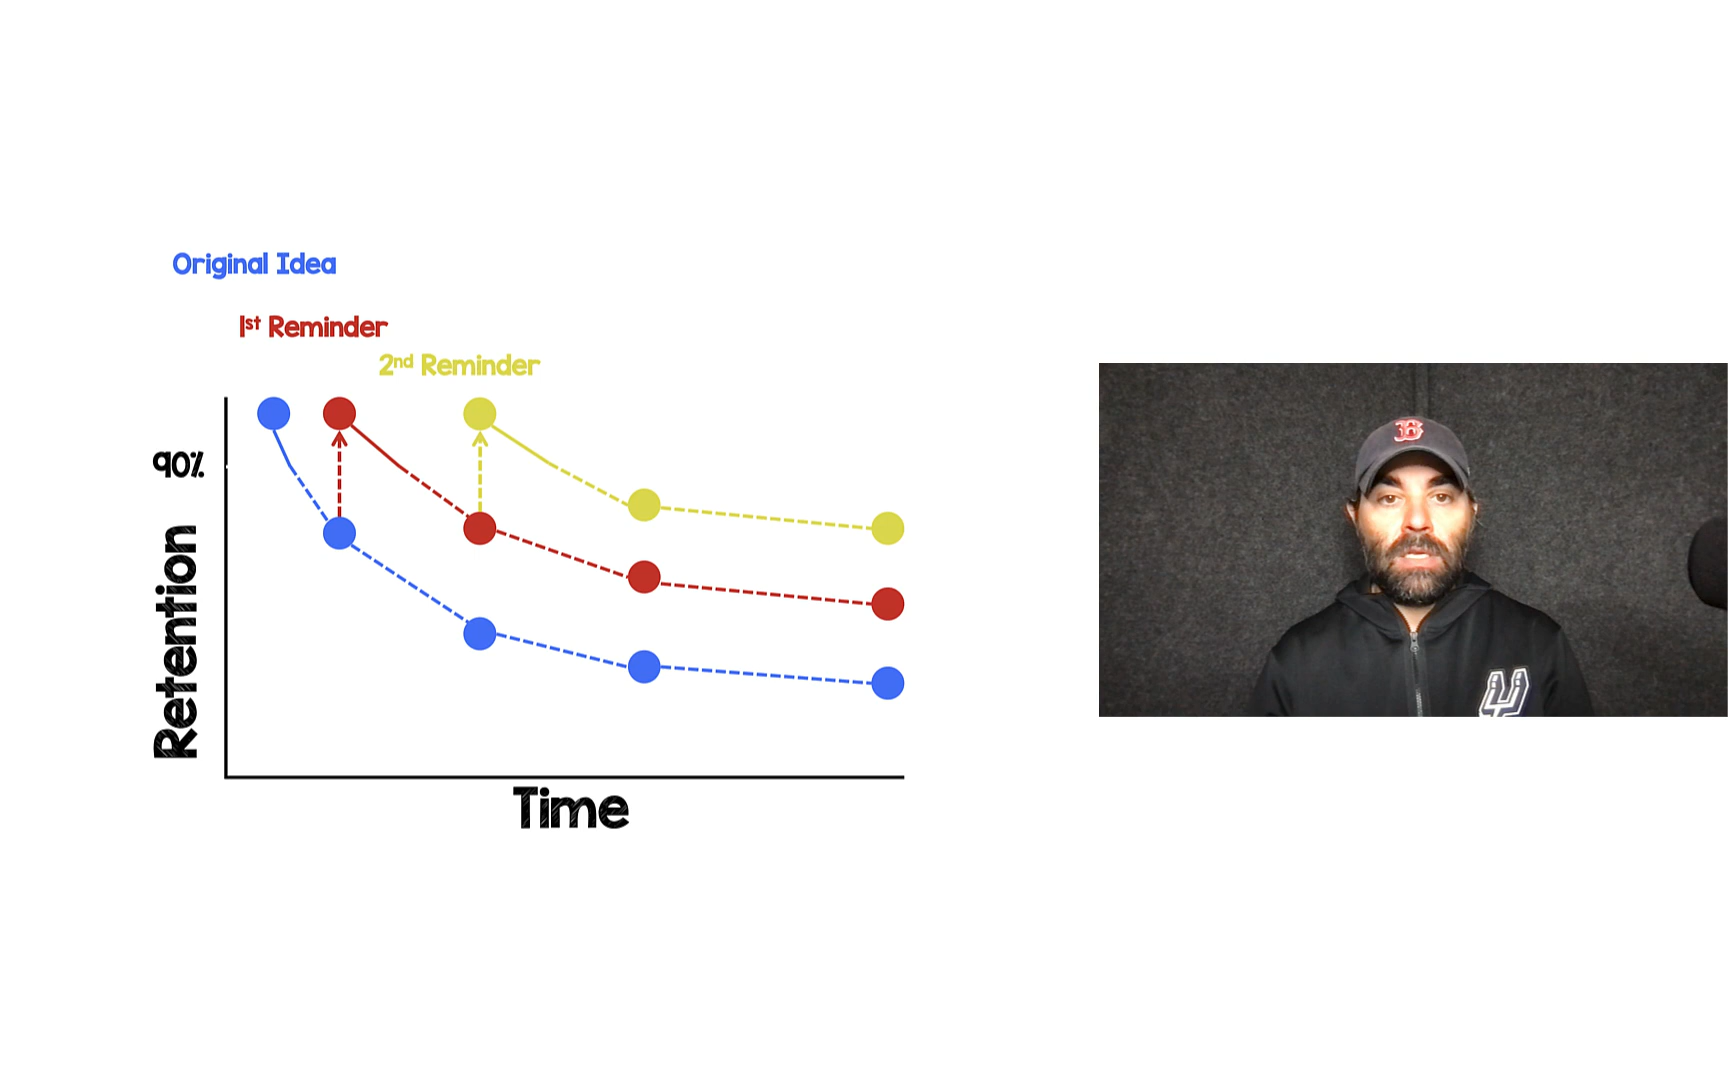 Original Idea
1st Reminder
2nd Reminder
90%
Retention
Time
B